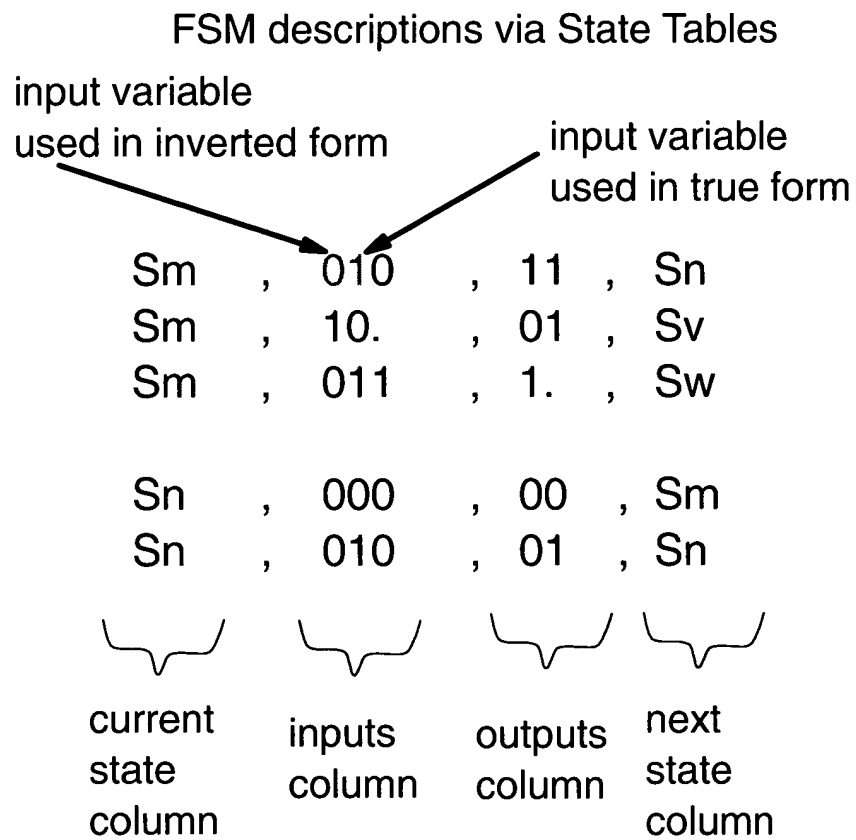 FSM descriptions via State Tables
input variable
used in inverted form
input variable
used in true form
Sm , 010 , 11 , Sn
Sm , 10. , 01 , Sv
Sm , 011 , 1. , Sw
Sn , 000 , 00 , Sm
Sn , 010 , 01 , Sn
current
state
column
inputs
column
outputs
column
next
state
column